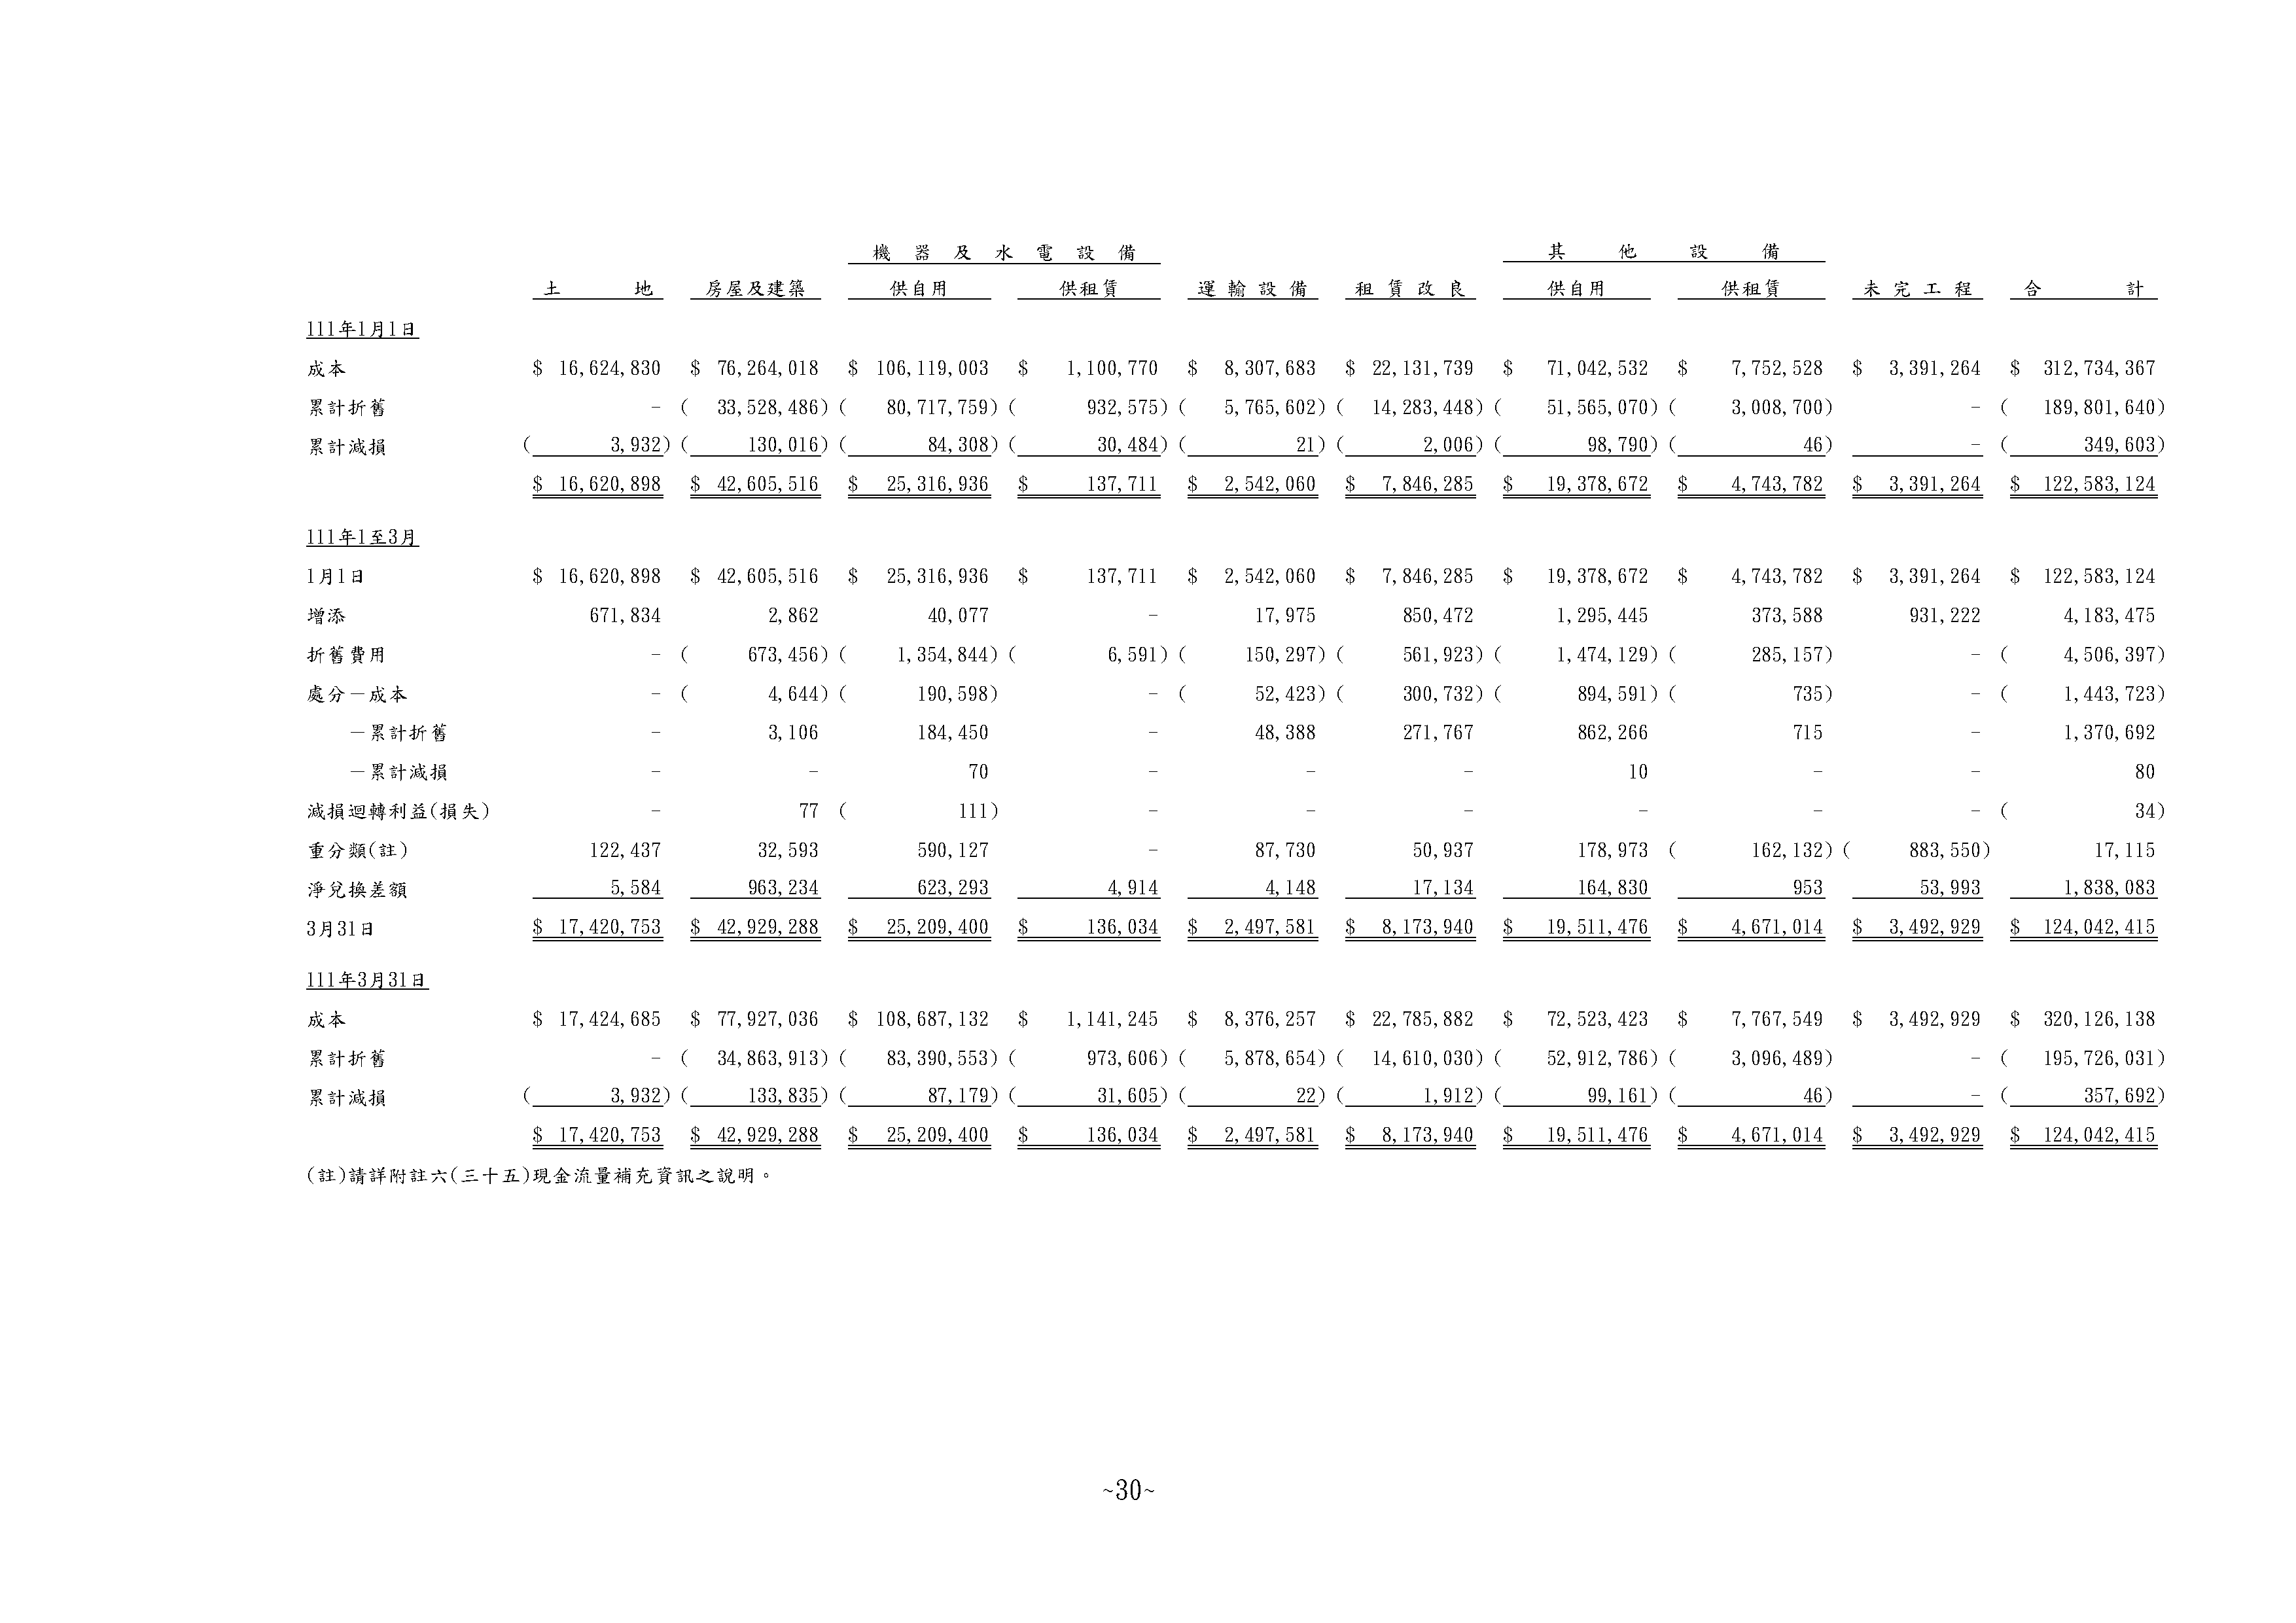 機器及水電設備 其他設備
土地 房屋及建築 供自用 供租賃 運輸設備 租賃改良 供自用 供租賃 未完工程 合計
111年1月1日
成本 $ 16,624,830 $ 76,264,018 $ 106,119,003 $ 1,100,770 $ 8,307,683 $ 22,131,739 $ 71,042,532 $ 7,752,528 $ 3,391,264 $ 312,734,367
累計折舊 - ( 33,528,486) ( 80,717,759) ( 932,575) ( 5,765,602) ( 14,283,448) ( 51,565,070) ( 3,008,700) - ( 189,801,640)
累計減損 ( 3,932) ( 130,016) ( 84,308) ( 30,484) ( 21) ( 2,006) ( 98,790) ( 46) - ( 349,603)
$ 16,620,898 $ 42,605,516 $ 25,316,936 $ 137,711 $ 2,542,060 $ 7,846,285 $ 19,378,672 $ 4,743,782 $ 3,391,264 $ 122,583,124
111年1至3月
1月1日 $ 16,620,898 $ 42,605,516 $ 25,316,936 $ 137,711 $ 2,542,060 $ 7,846,285 $ 19,378,672 $ 4,743,782 $ 3,391,264 $ 122,583,124
增添 671,834 2,862 40,077 - 17,975 850,472 1,295,445 373,588 931,222 4,183,475
折舊費用 - ( 673,456) ( 1,354,844) ( 6,591) ( 150,297) ( 561,923) ( 1,474,129) ( 285,157) - ( 4,506,397)
處分－成本 - ( 4,644) ( 190,598) - ( 52,423) ( 300,732) ( 894,591) ( 735) - ( 1,443,723)
－累計折舊 - 3,106 184,450 - 48,388 271,767 862,266 715 - 1,370,692
－累計減損 - - 70 - - - 10 - - 80
減損迴轉利益(損失) - 77 ( 111) - - - - - - ( 34)
重分類(註) 122,437 32,593 590,127 - 87,730 50,937 178,973 ( 162,132) ( 883,550) 17,115
淨兌換差額 5,584 963,234 623,293 4,914 4,148 17,134 164,830 953 53,993 1,838,083
3月31日 $ 17,420,753 $ 42,929,288 $ 25,209,400 $ 136,034 $ 2,497,581 $ 8,173,940 $ 19,511,476 $ 4,671,014 $ 3,492,929 $ 124,042,415
111年3月31日
成本 $ 17,424,685 $ 77,927,036 $ 108,687,132 $ 1,141,245 $ 8,376,257 $ 22,785,882 $ 72,523,423 $ 7,767,549 $ 3,492,929 $ 320,126,138
累計折舊 - ( 34,863,913) ( 83,390,553) ( 973,606) ( 5,878,654) ( 14,610,030) ( 52,912,786) ( 3,096,489) - ( 195,726,031)
累計減損 ( 3,932) ( 133,835) ( 87,179) ( 31,605) ( 22) ( 1,912) ( 99,161) ( 46) - ( 357,692)
$ 17,420,753 $ 42,929,288 $ 25,209,400 $ 136,034 $ 2,497,581 $ 8,173,940 $ 19,511,476 $ 4,671,014 $ 3,492,929 $ 124,042,415
(註)請詳附註六(三十五)現金流量補充資訊之說明。
~30~